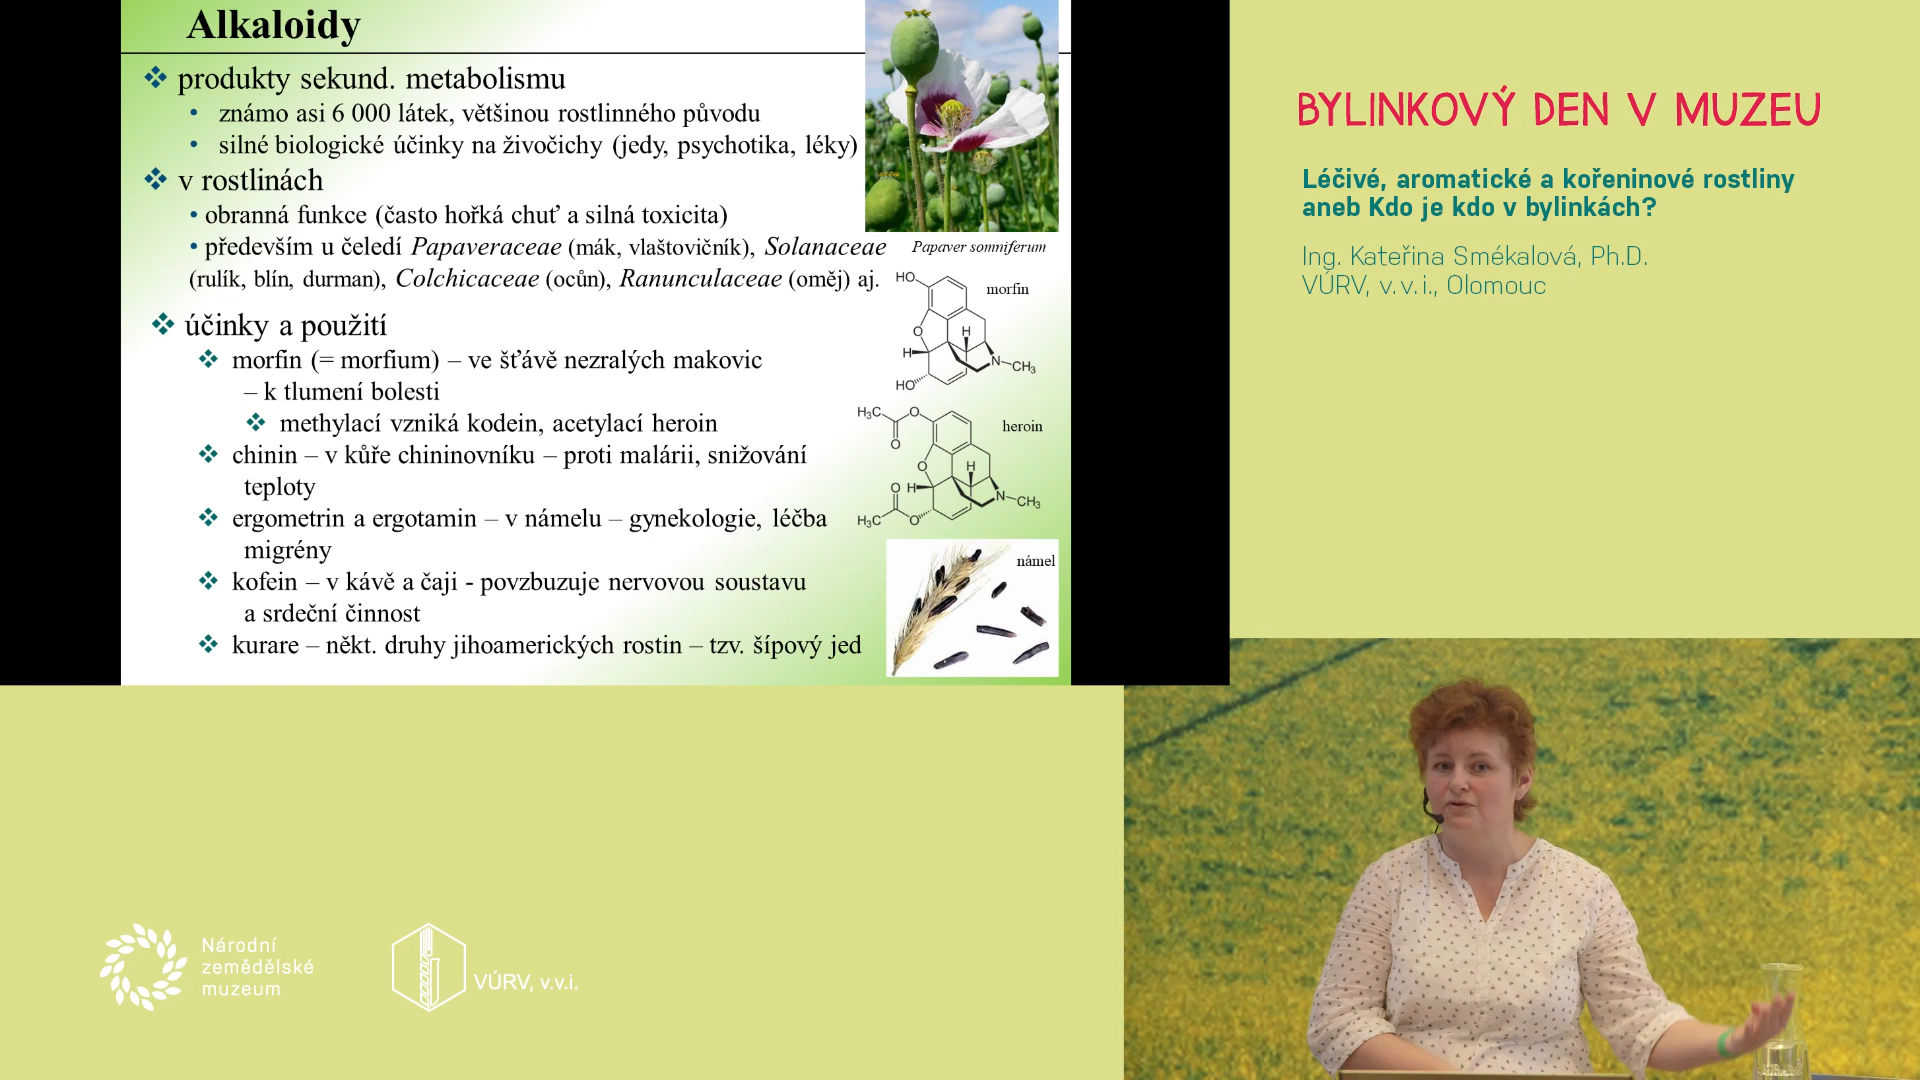 Alkaloidy
❖ produkty sekund. metabolismu
• známo asi 6 000 látek, většinou rostlinného původu
• silné biologické účinky na živočichy (jedy, psychotika, léky)
❖ v rostlinách
• obranná funkce (často hořká chuť a silná toxicita)
• především u čeledí Papaveraceae (mák, vlaštovičník), Solanaceae
(rulík, blín, durman), Colchicaceae (ocůn), Ranunculaceae (oměj) aj.
❖ účinky a použití
❖ morfin (= morfium) – ve šťávě nezralých makovic
– k tlumení bolesti
❖ methylací vzniká kodein, acetylací heroin
❖ chinin – v kůře chininovníku – proti malárii, snižování
teploty
❖ ergometrin a ergotamin – v námelu – gynekologie, léčba
migrény
❖ kofein – v kávě a čaji - povzbuzuje nervovou soustavu
a srdeční činnost
❖ kurare – někt. druhy jihoamerických rostin – tzv. šípový jed
Papaver somniferum
HO
morfin
O
H
H
N
CH3
HO
H3C
O
heroin
O
O
H
O
H
N
CH3
H3C
O
námel
BYLINKOVÝ DEN V MUZEU
Léčivé, aromatické a kořeninové rostliny
aneb Kdo je kdo v bylinkách?
Ing. Kateřina Smékalová, Ph.D.
VÚRV, v. v. i., Olomouc
Národní
zemědělské
muzeum
VÚRV, v.v.i.